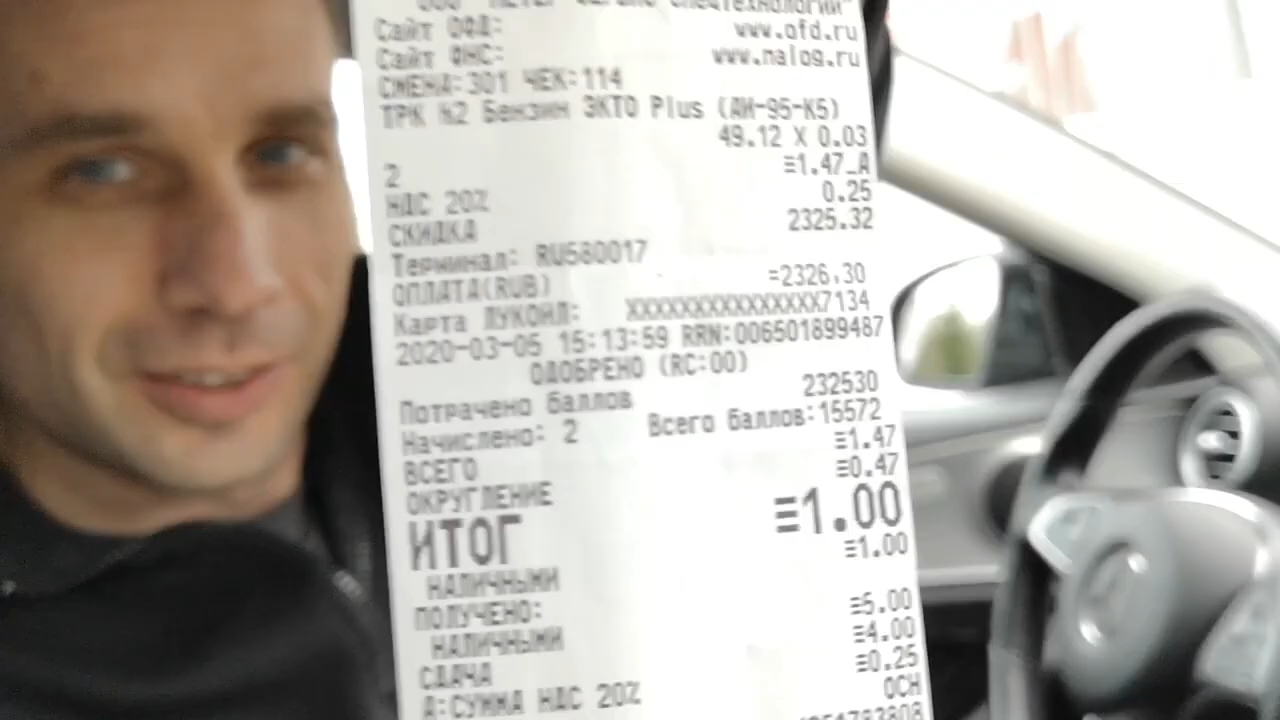 ООО "ПЕТЕР-СЕРВИС Спецтехнологии"
Сайт ОФД: www.ofd.ru
Сайт ФНС: www.nalog.ru
СМЕНА:301 ЧЕК:114
ТРК №2 Бензин ЭКТО Plus (АИ-95-К5)
49.12 X 0.03
2 ≡1.47_А
НДС 20% 0.25
СКИДКА 2325.32
Терминал: RU580017
ОПЛАТА(RUB) =2326.30
Карта ЛУКОЙЛ: XXXXXXXXXXXXXXX7134
2020-03-05 15:13:59 RRN:006501899487
ОДОБРЕНО (RC:00)
Потрачено баллов 232530
Начислено: 2 Всего баллов:15572
ВСЕГО ≡1.47
ОКРУГЛЕНИЕ ≡0.47
ИТОГ ≡1.00
НАЛИЧНЫМИ ≡1.00
ПОЛУЧЕНО:
НАЛИЧНЫМИ ≡5.00
СДАЧА ≡4.00
А:СУММА НДС 20% ≡0.25
ОСН